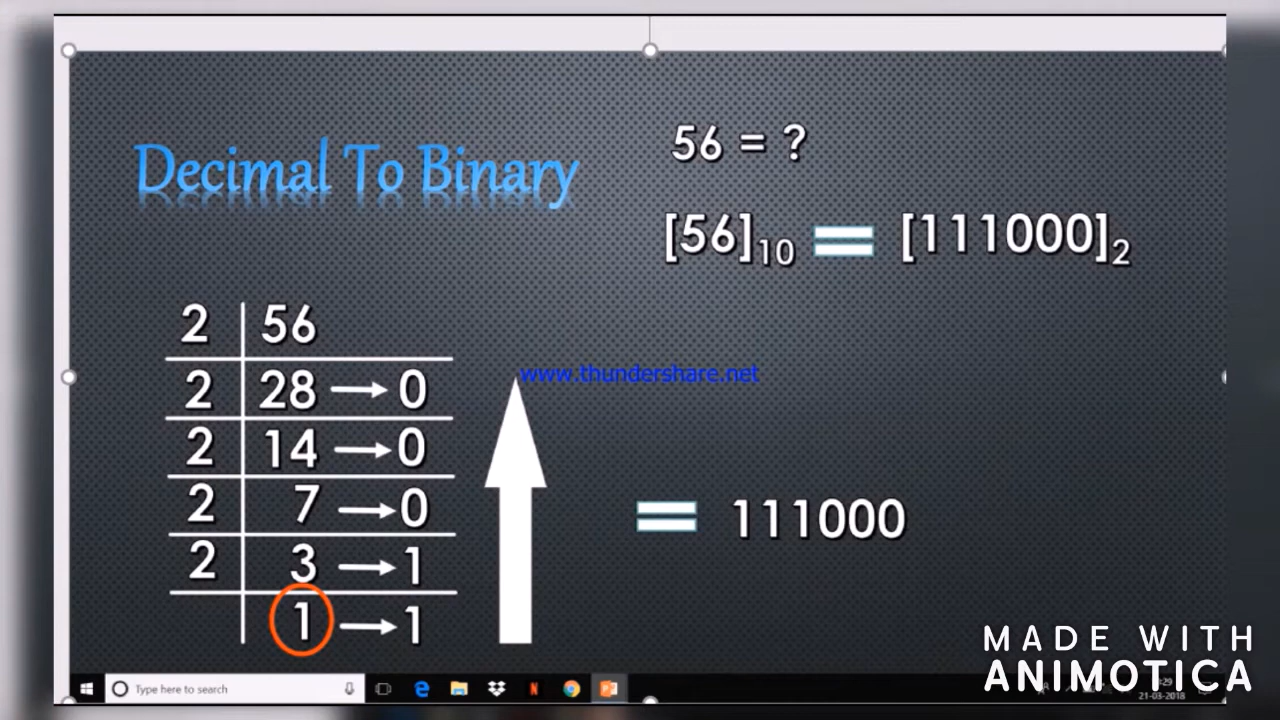 Decimal To Binary
56 = ?
[56]10 = [111000]2
2 56
2 28 → 0
2 14 → 0
2 7 → 0
2 3 → 1
1 → 1
www.thundershare.net
= 111000
MADE WITH
ANIMOTICA
Type here to search
21-03-2018